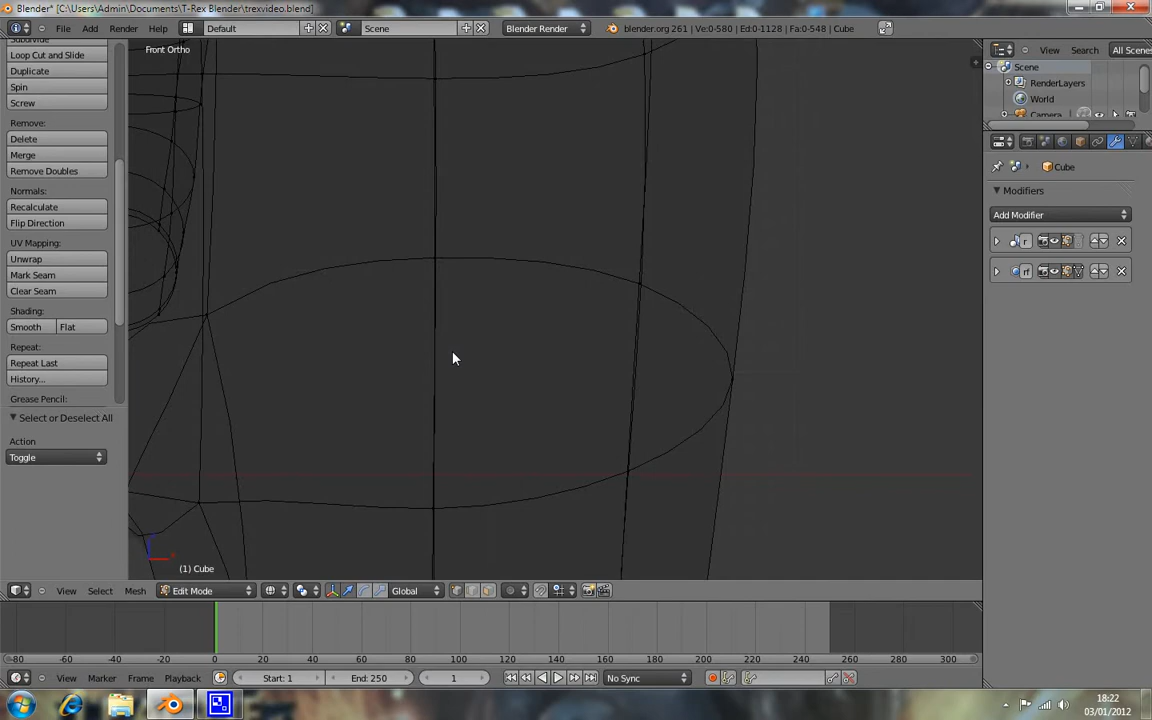 Blender* [C:\Users\Admin\Documents\T-Rex Blender\trexvideo.blend]
File Add Render Help Default Scene Blender Render blender.org 261 | Ve:0-580 | Ed:0-1128 | Fa:0-548 | Cube
Front Ortho
Loop Cut and Slide
Duplicate
Spin
Screw
Remove:
Delete
Merge
Remove Doubles
Normals:
Recalculate
Flip Direction
UV Mapping:
Unwrap
Mark Seam
Clear Seam
Shading:
Smooth Flat
Repeat:
Repeat Last
History...
Grease Pencil:
Select or Deselect All
Action
Toggle
View Search All Scenes
Scene
RenderLayers
World
Camera
Cube
Modifiers
Add Modifier
r
rf
(1) Cube
View Select Mesh Edit Mode Global
-80 -60 -40 -20 0 20 40 60 80 100 120 140 160 180 200 220 240 260 280 300
View Marker Frame Playback Start: 1 End: 250 1 No Sync
18:22
03/01/2012